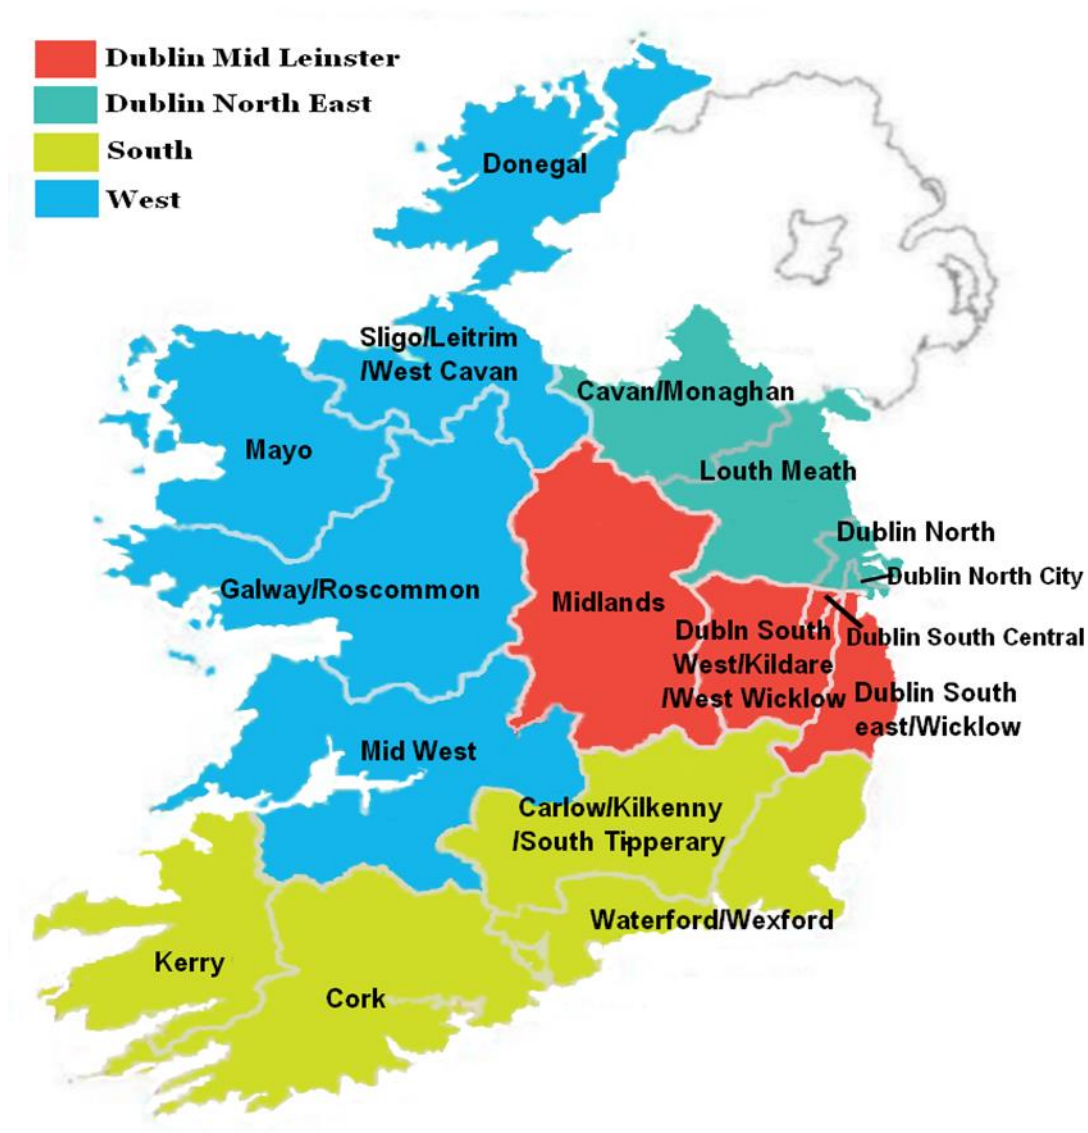 Dublin Mid Leinster
Dublin North East
South
West
Donegal
Sligo/Leitrim
/West Cavan
Cavan/Monaghan
Mayo
Louth Meath
Dublin North
Dublin North City
Galway/Roscommon
Midlands
Dubln South
West/Kildare
/West Wicklow
Dublin South Central
Dublin South
east/Wicklow
Mid West
Carlow/Kilkenny
/South Tipperary
Waterford/Wexford
Kerry
Cork